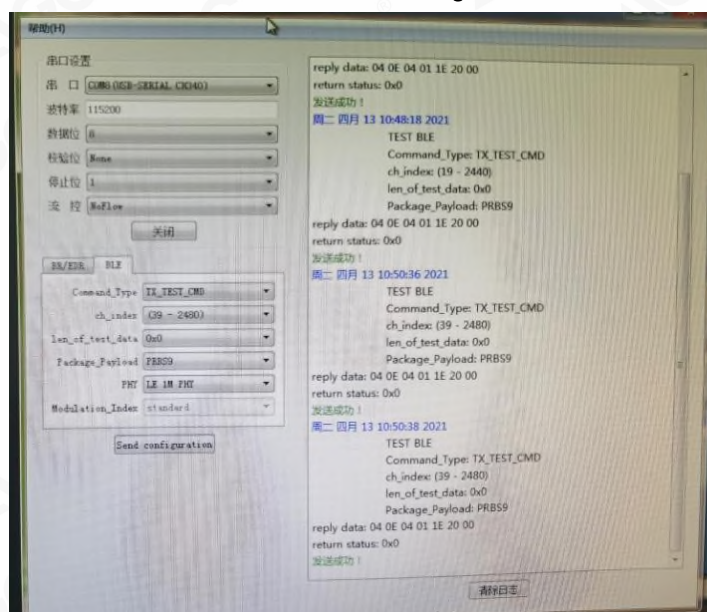 帮助(H)
串口设置
串 口 COM6 (USB-SERIAL CH340)
波特率 115200
数据位 8
校验位 None
停止位 1
流 控 NoFlow
关闭
BR/EDR BLE
Command_Type TX_TEST_CMD
ch_index (39 - 2480)
len_of_test_data 0x0
Package_Payload PRBS9
PHY LE 1M PHY
Modulation_Index standard
Send configuration
reply data: 04 0E 04 01 1E 20 00
return status: 0x0
发送成功！
周二 四月 13 10:48:18 2021
TEST BLE
Command_Type: TX_TEST_CMD
ch_index: (19 - 2440)
len_of_test_data: 0x0
Package_Payload: PRBS9
reply data: 04 0E 04 01 1E 20 00
return status: 0x0
发送成功！
周二 四月 13 10:50:36 2021
TEST BLE
Command_Type: TX_TEST_CMD
ch_index: (39 - 2480)
len_of_test_data: 0x0
Package_Payload: PRBS9
reply data: 04 0E 04 01 1E 20 00
return status: 0x0
发送成功！
周二 四月 13 10:50:38 2021
TEST BLE
Command_Type: TX_TEST_CMD
ch_index: (39 - 2480)
len_of_test_data: 0x0
Package_Payload: PRBS9
reply data: 04 0E 04 01 1E 20 00
return status: 0x0
发送成功！
清除日志